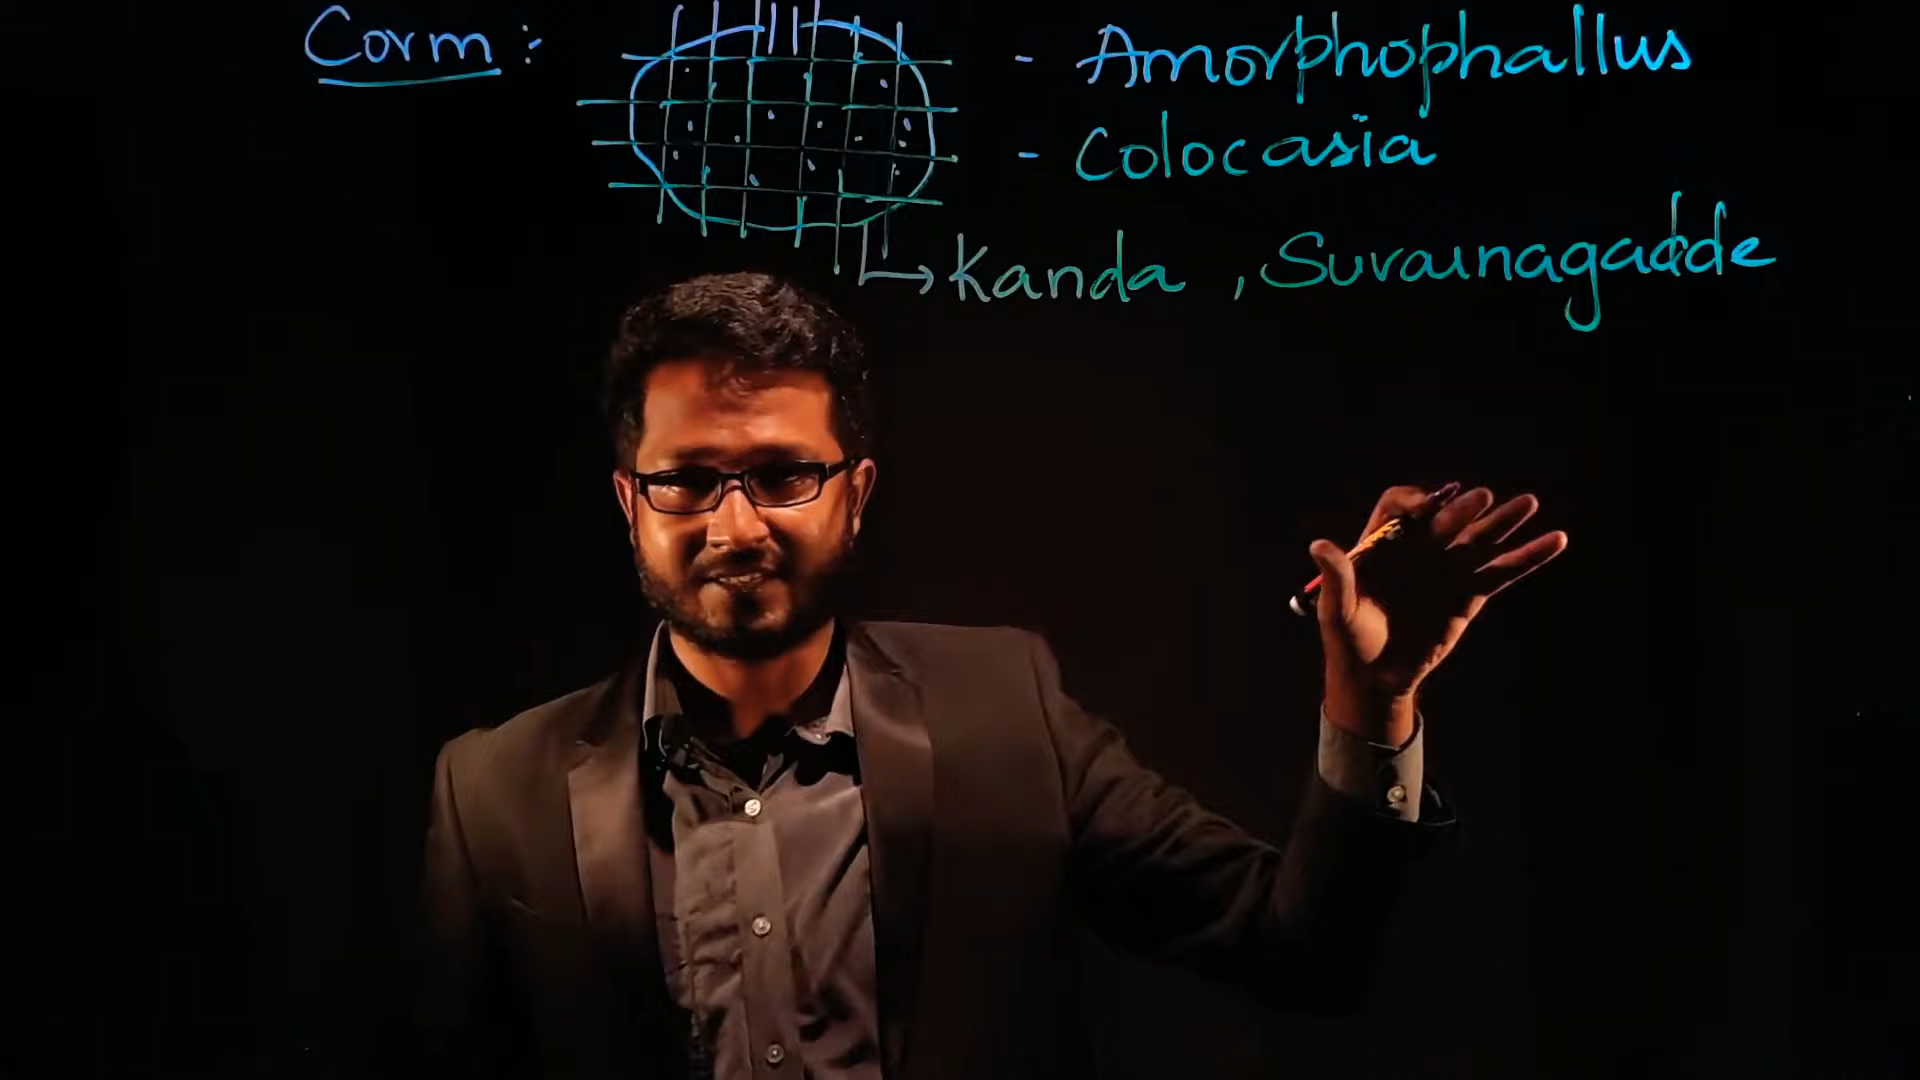 Corm :
- Amorphophallus
- Colocasia
Kanda , Suvarnagadde